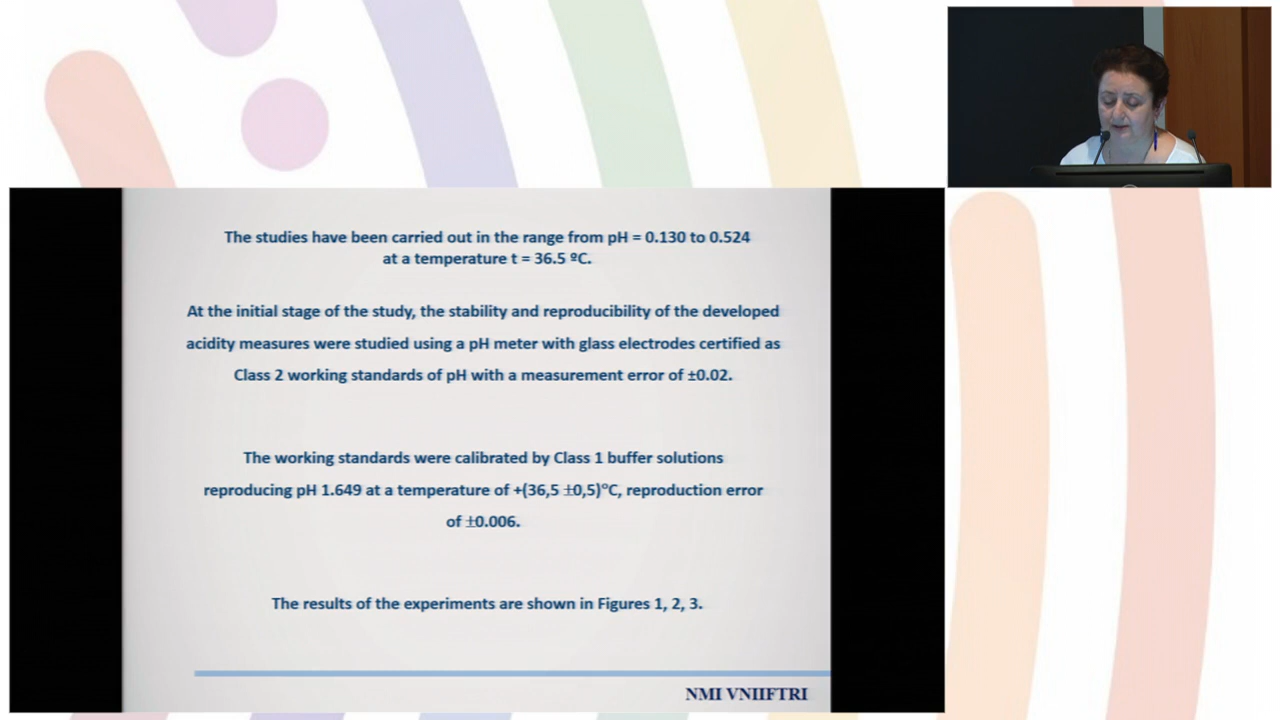 The studies have been carried out in the range from pH = 0.130 to 0.524
at a temperature t = 36.5 ºC.
At the initial stage of the study, the stability and reproducibility of the developed
acidity measures were studied using a pH meter with glass electrodes certified as
Class 2 working standards of pH with a measurement error of ±0.02.
The working standards were calibrated by Class 1 buffer solutions
reproducing pH 1.649 at a temperature of +(36,5 ±0,5)°C, reproduction error
of ±0.006.
The results of the experiments are shown in Figures 1, 2, 3.
NMI VNIIFTRI